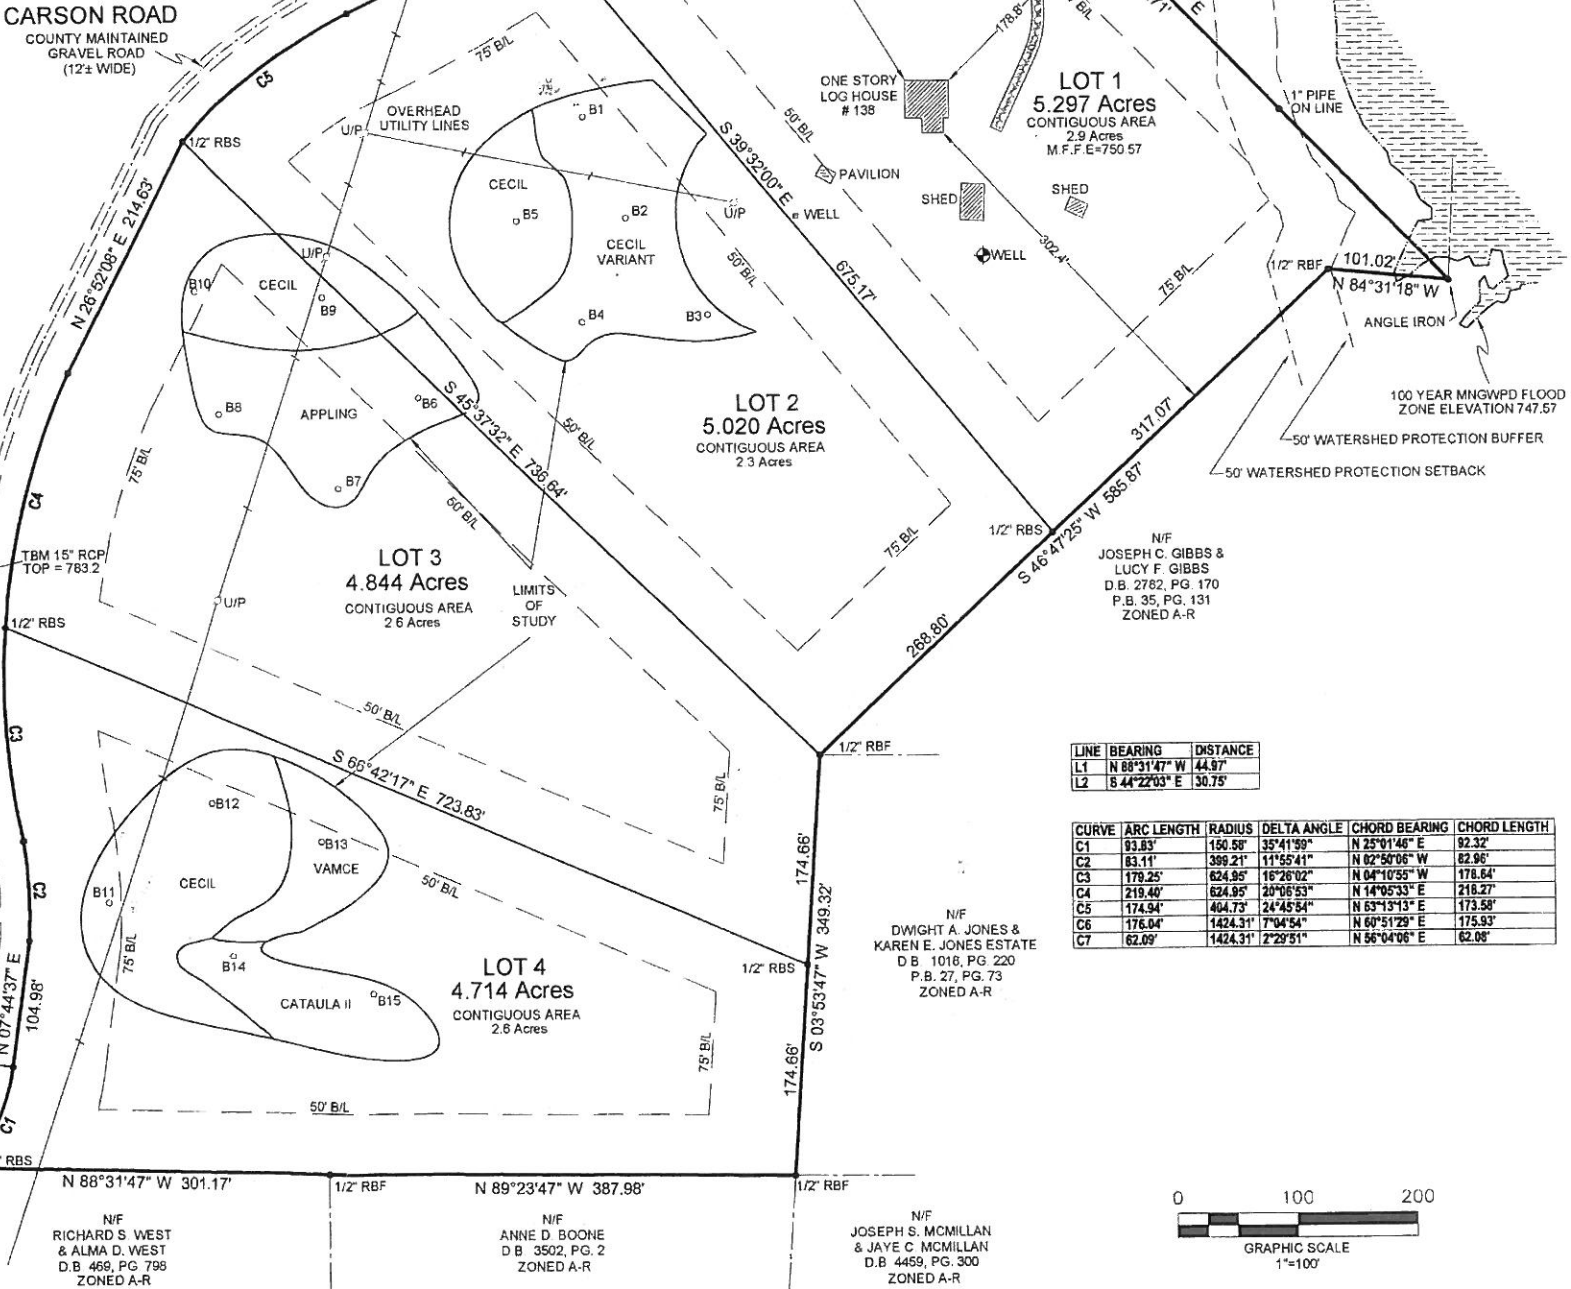 CARSON ROAD
COUNTY MAINTAINED
GRAVEL ROAD
(12'± WIDE)
C5
75' B/L
OVERHEAD
UTILITY LINES
U/P
1/2" RBS
N 26°52'08" E 214.63'
B1
CECIL
B5
B2
CECIL
VARIANT
B4
B3
U/P
S 39°32'00" E
675.17'
50' B/L
50' B/L
178.8'
B/L
71'
E
ONE STORY
LOG HOUSE
# 138
PAVILION
WELL
SHED
SHED
WELL
302.4'
LOT 1
5.297 Acres
CONTIGUOUS AREA
2.9 Acres
M.F.F.E=750.57
75' B/L
1" PIPE
ON LINE
1/2" RBF
101.02'
N 84°31'18" W
ANGLE IRON
100 YEAR MNGWPD FLOOD
ZONE ELEVATION 747.57
50' WATERSHED PROTECTION BUFFER
50' WATERSHED PROTECTION SETBACK
317.07'
S 46°47'25" W 585.87'
268.80'
1/2" RBS
N/F
JOSEPH C. GIBBS &
LUCY F. GIBBS
D.B. 2782, PG. 170
P.B. 35, PG. 131
ZONED A-R
U/P
B10
CECIL
B9
B8
APPLING
B6
B7
S 45°37'32" E 736.64'
50' B/L
50' B/L
75' B/L
LOT 2
5.020 Acres
CONTIGUOUS AREA
2.3 Acres
75' B/L
C4
TBM 15" RCP
TOP = 783.2
1/2" RBS
U/P
LOT 3
4.844 Acres
CONTIGUOUS AREA
2.6 Acres
LIMITS
OF
STUDY
50' B/L
75' B/L
S 66°42'17" E 723.83'
1/2" RBF
C3
C2
B12
B13
VAMCE
CECIL
B11
75' B/L
50' B/L
B14
CATAULA II
B15
LOT 4
4.714 Acres
CONTIGUOUS AREA
2.6 Acres
75' B/L
50' B/L
1/2" RBS
174.66'
S 03°53'47" W 349.32'
174.66'
N/F
DWIGHT A. JONES &
KAREN E. JONES ESTATE
D.B. 1016, PG. 220
P.B. 27, PG. 73
ZONED A-R
LINE BEARING DISTANCE
L1 N 88°31'47" W 44.97'
L2 S 44°22'03" E 30.75'
CURVE ARC LENGTH RADIUS DELTA ANGLE CHORD BEARING CHORD LENGTH
C1 93.83' 150.58' 35°41'59" N 25°01'46" E 92.32'
C2 83.11' 399.21' 11°55'41" N 02°50'06" W 82.96'
C3 179.25' 624.95' 16°26'02" N 04°10'55" W 178.64'
C4 219.40' 624.95' 20°06'53" N 14°05'33" E 218.27'
C5 174.94' 404.73' 24°45'54" N 63°13'13" E 173.58'
C6 176.04' 1424.31' 7°04'54" N 60°51'29" E 175.93'
C7 62.09' 1424.31' 2°29'51" N 56°04'06" E 62.08'
N 07°44'37" E
104.98'
C1
RBS
N 88°31'47" W 301.17'
1/2" RBF
N 89°23'47" W 387.98'
1/2" RBF
N/F
RICHARD S. WEST
& ALMA D. WEST
D.B. 469, PG 798
ZONED A-R
N/F
ANNE D. BOONE
D.B. 3502, PG. 2
ZONED A-R
N/F
JOSEPH S. MCMILLAN
& JAYE C. MCMILLAN
D.B. 4459, PG. 300
ZONED A-R
0 100 200
GRAPHIC SCALE
1"=100'